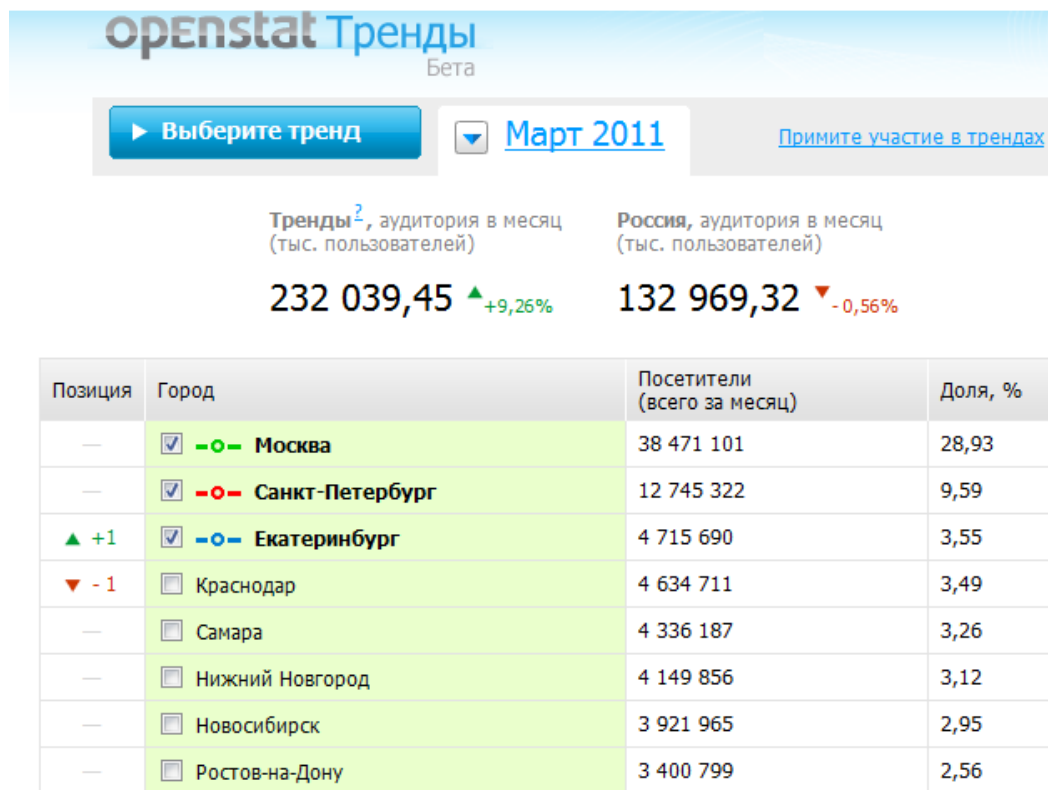 openstat Тренды
Бета
Выберите тренд
Март 2011
Примите участие в трендах
Тренды?, аудитория в месяц
(тыс. пользователей)
232 039,45 +9,26%
Россия, аудитория в месяц
(тыс. пользователей)
132 969,32 - 0,56%
Позиция Город Посетители (всего за месяц) Доля, %
— Москва 38 471 101 28,93
— Санкт-Петербург 12 745 322 9,59
+1 Екатеринбург 4 715 690 3,55
- 1 Краснодар 4 634 711 3,49
— Самара 4 336 187 3,26
— Нижний Новгород 4 149 856 3,12
— Новосибирск 3 921 965 2,95
— Ростов-на-Дону 3 400 799 2,56